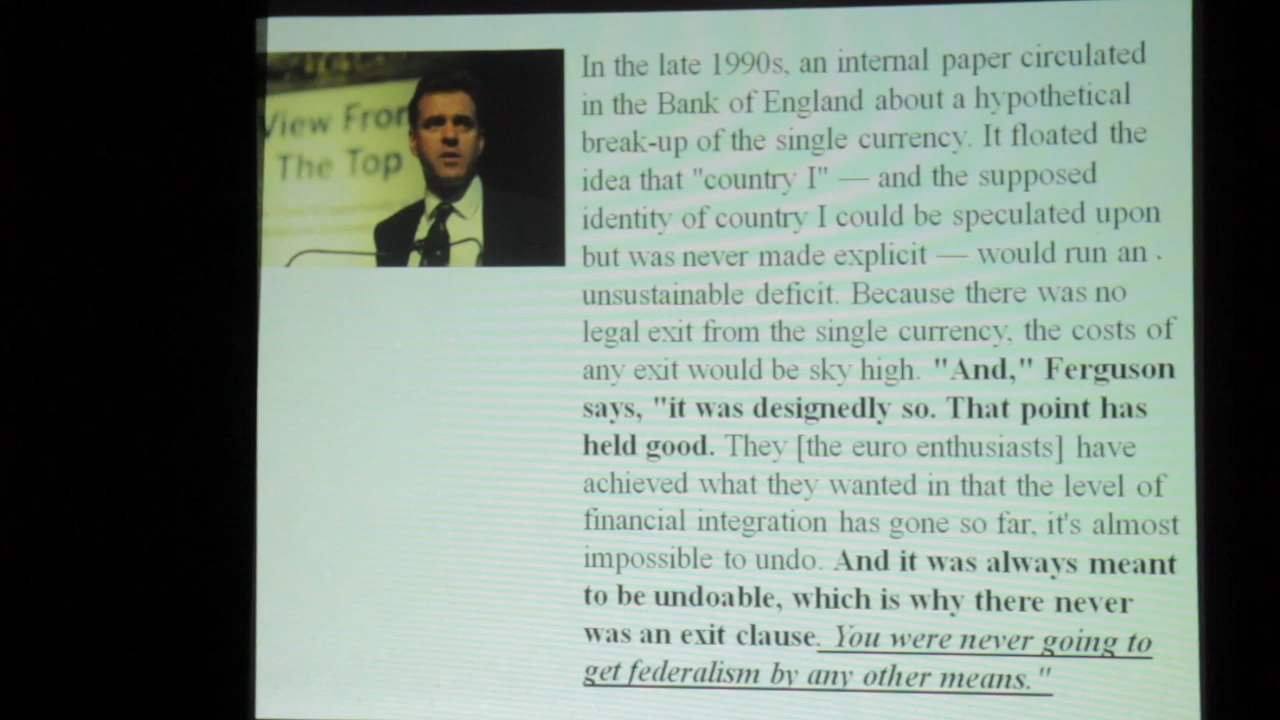 View From
The Top
In the late 1990s, an internal paper circulated
in the Bank of England about a hypothetical
break-up of the single currency. It floated the
idea that "country I" — and the supposed
identity of country I could be speculated upon
but was never made explicit — would run an
unsustainable deficit. Because there was no
legal exit from the single currency, the costs of
any exit would be sky high. "And," Ferguson
says, "it was designedly so. That point has
held good. They [the euro enthusiasts] have
achieved what they wanted in that the level of
financial integration has gone so far, it's almost
impossible to undo. And it was always meant
to be undoable, which is why there never
was an exit clause. You were never going to
get federalism by any other means."